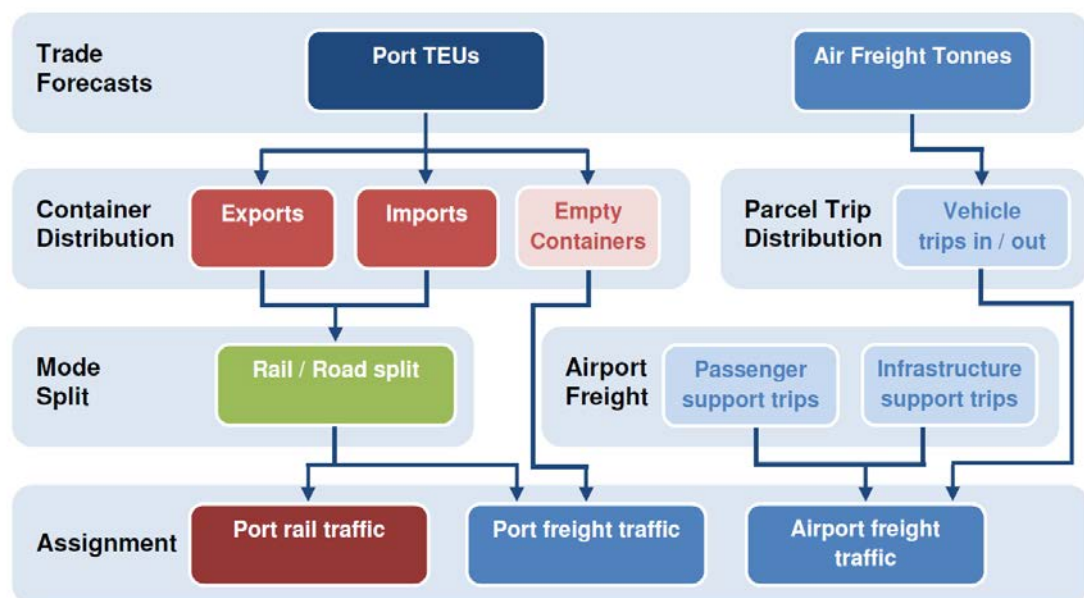 Trade
Forecasts
Port TEUs
Air Freight Tonnes
Container
Distribution
Exports
Imports
Empty
Containers
Parcel Trip
Distribution
Vehicle
trips in / out
Mode
Split
Rail / Road split
Airport
Freight
Passenger
support trips
Infrastructure
support trips
Assignment
Port rail traffic
Port freight traffic
Airport freight
traffic